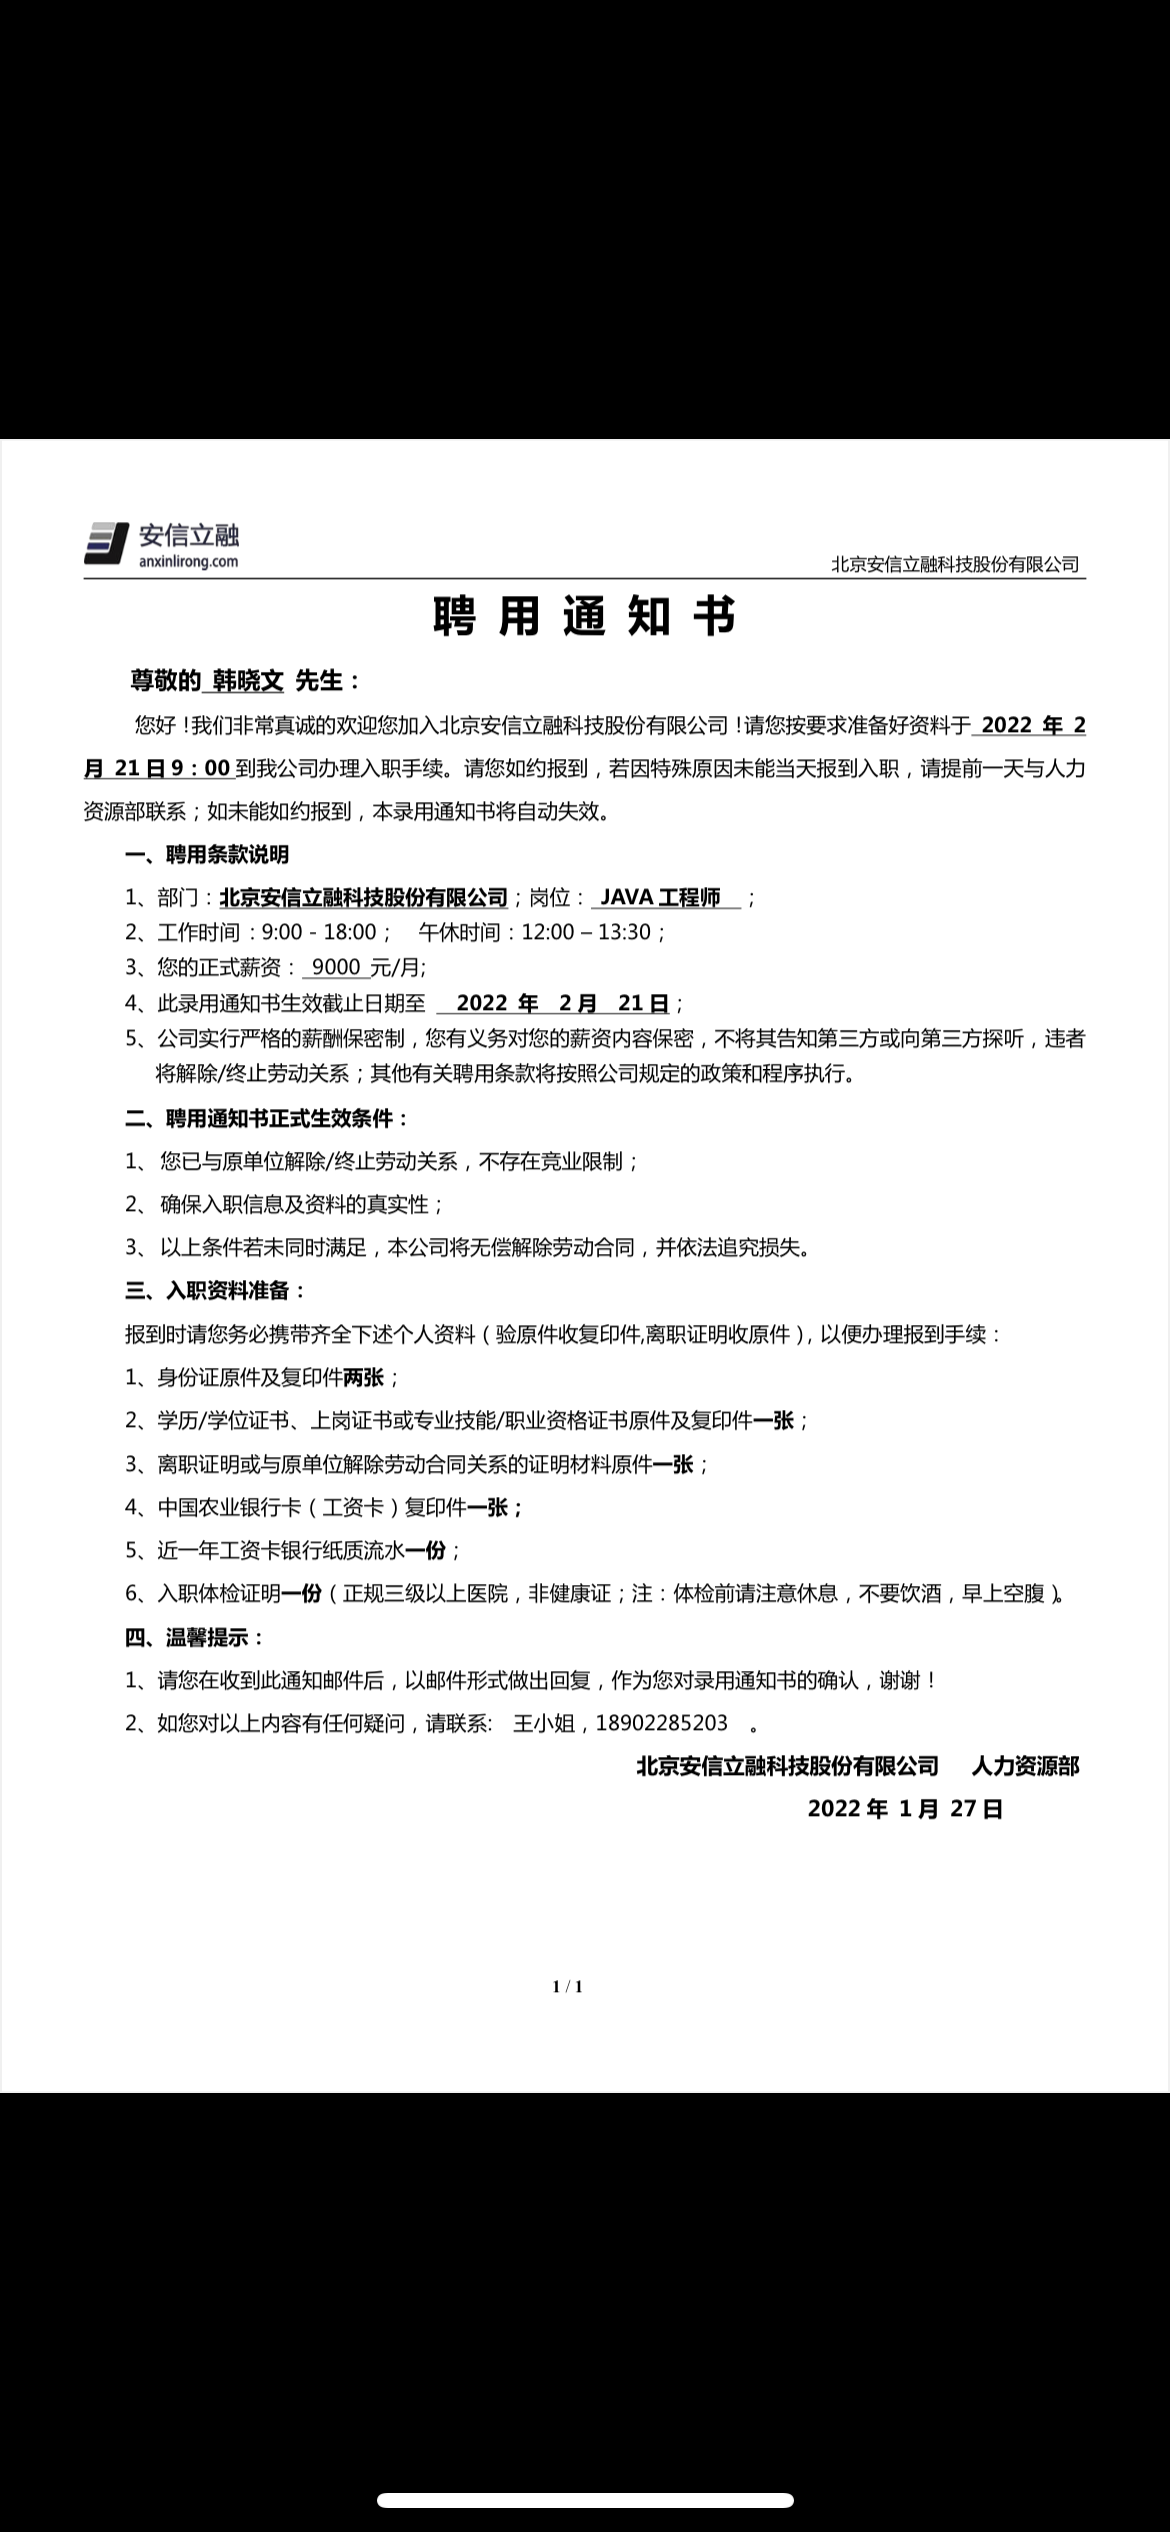 安信立融
anxinlirong.com
北京安信立融科技股份有限公司
聘用通知书
尊敬的 韩晓文 先生：
您好！我们非常真诚的欢迎您加入北京安信立融科技股份有限公司！请您按要求准备好资料于 2022 年 2
月 21 日 9：00 到我公司办理入职手续。请您如约报到，若因特殊原因未能当天报到入职，请提前一天与人力
资源部联系；如未能如约报到，本录用通知书将自动失效。
一、聘用条款说明
1、部门：北京安信立融科技股份有限公司；岗位： JAVA 工程师 ；
2、工作时间：9:00 - 18:00； 午休时间：12:00 – 13:30；
3、您的正式薪资： 9000 元/月;
4、此录用通知书生效截止日期至 2022 年 2 月 21 日；
5、公司实行严格的薪酬保密制，您有义务对您的薪资内容保密，不将其告知第三方或向第三方探听，违者
将解除/终止劳动关系；其他有关聘用条款将按照公司规定的政策和程序执行。
二、聘用通知书正式生效条件：
1、 您已与原单位解除/终止劳动关系，不存在竞业限制；
2、 确保入职信息及资料的真实性；
3、 以上条件若未同时满足，本公司将无偿解除劳动合同，并依法追究损失。
三、入职资料准备：
报到时请您务必携带齐全下述个人资料（验原件收复印件,离职证明收原件），以便办理报到手续：
1、身份证原件及复印件两张；
2、学历/学位证书、上岗证书或专业技能/职业资格证书原件及复印件一张；
3、离职证明或与原单位解除劳动合同关系的证明材料原件一张；
4、中国农业银行卡（工资卡）复印件一张；
5、近一年工资卡银行纸质流水一份；
6、入职体检证明一份（正规三级以上医院，非健康证；注：体检前请注意休息，不要饮酒，早上空腹）。
四、温馨提示：
1、请您在收到此通知邮件后，以邮件形式做出回复，作为您对录用通知书的确认，谢谢！
2、如您对以上内容有任何疑问，请联系: 王小姐，18902285203 。
北京安信立融科技股份有限公司 人力资源部
2022 年 1 月 27 日
1 / 1